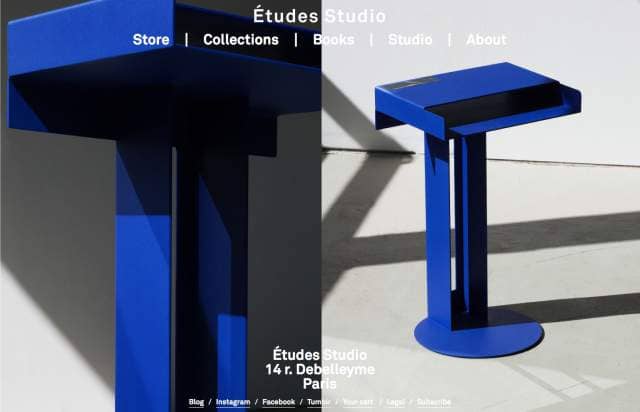 Études Studio
Store | Collections | Books | Studio | About
Études Studio
14 r. Debelleyme
Paris
Blog / Instagram / Facebook / Tumblr / Your cart / Legal / Subscribe